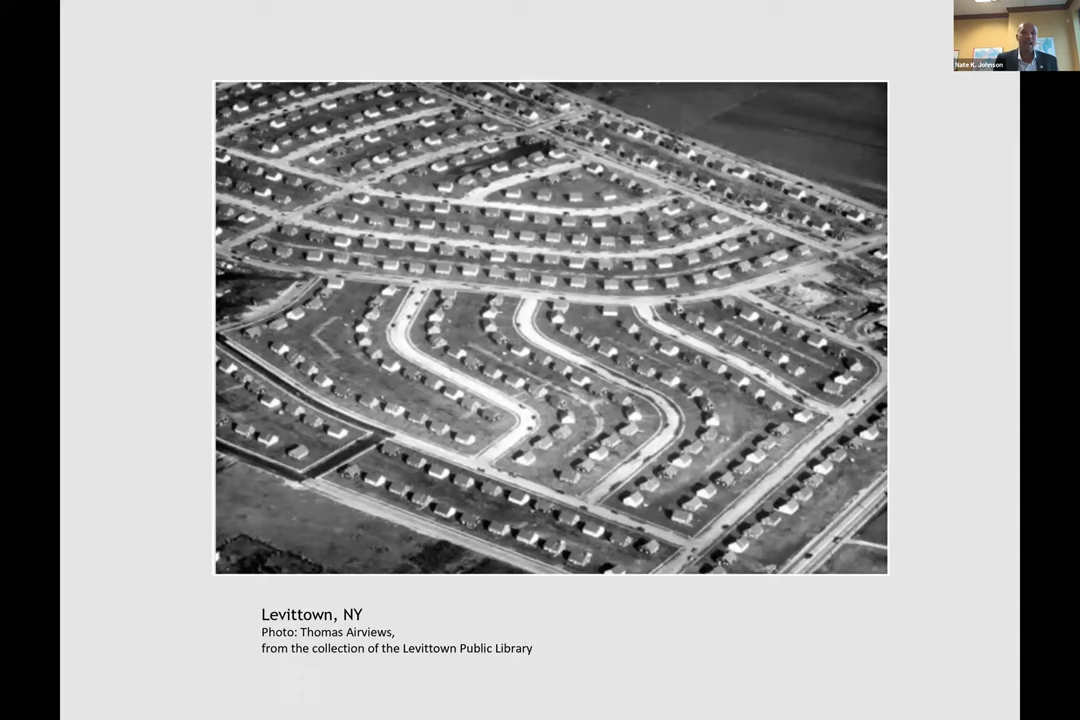 Nate K. Johnson
Levittown, NY
Photo: Thomas Airviews,
from the collection of the Levittown Public Library